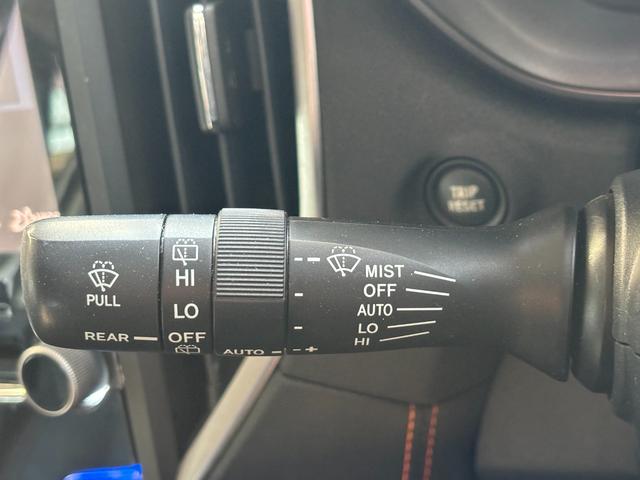 TRIP
RESET
PULL
REAR
HI
LO
OFF
AUTO
- +
MIST
OFF
AUTO
LO
HI